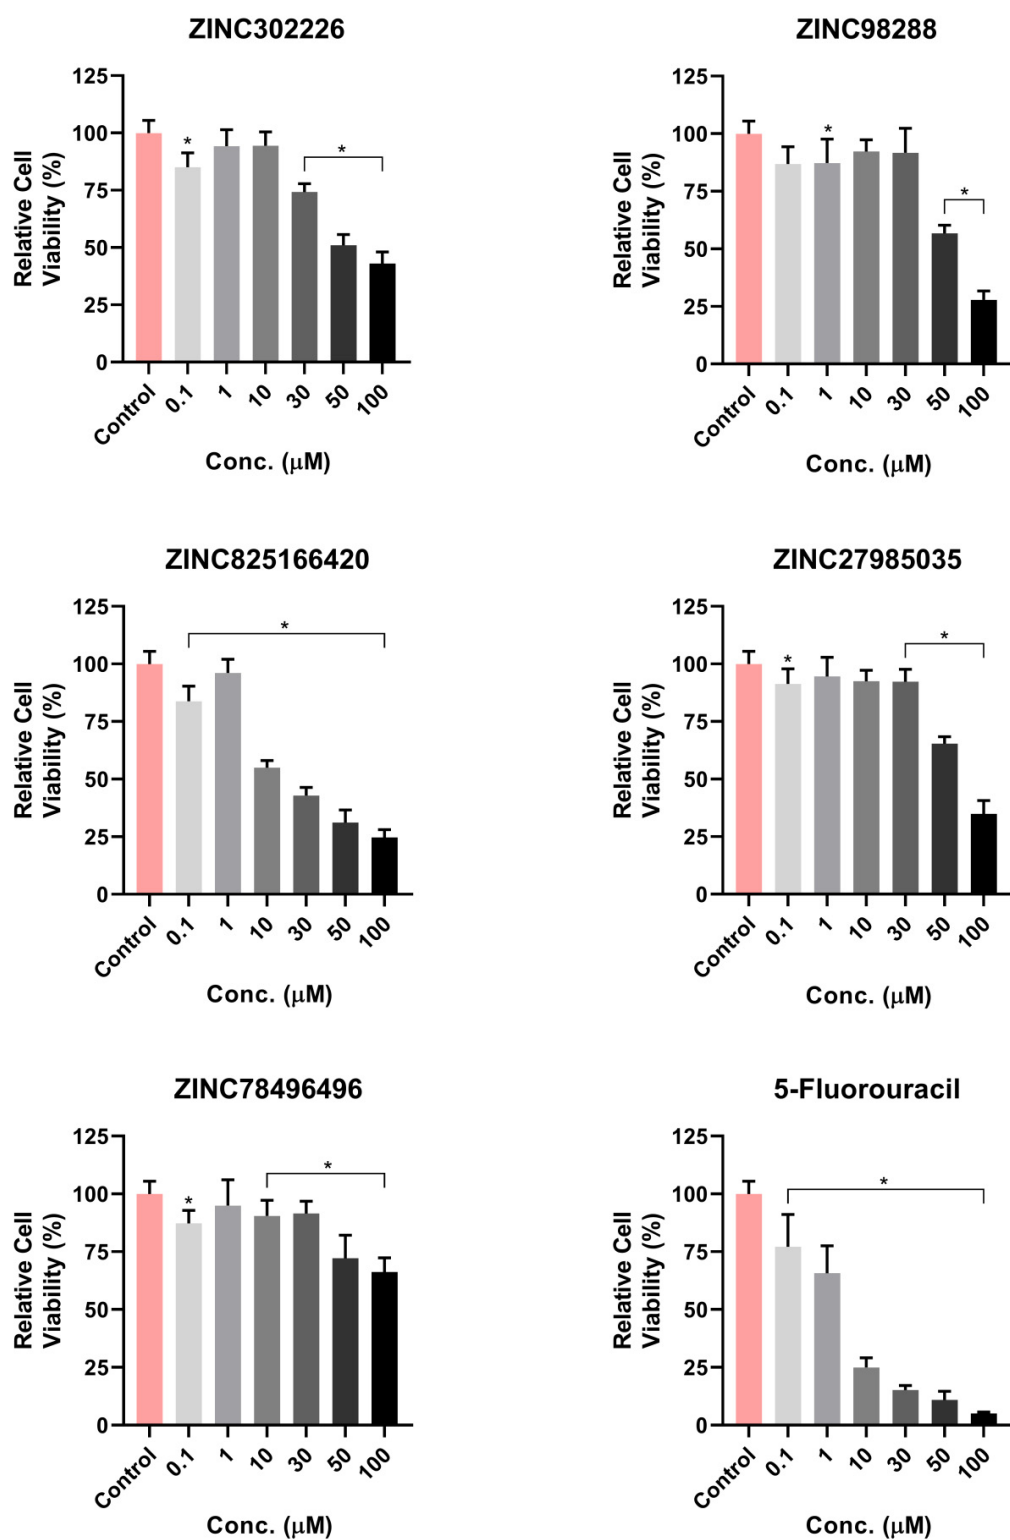 ZINC302226
Relative Cell
Viability (%)
125
100
75
50
25
0
*
*
Control
0.1
1
10
30
50
100
Conc. (μM)
ZINC98288
Relative Cell
Viability (%)
125
100
75
50
25
0
*
*
Control
0.1
1
10
30
50
100
Conc. (μM)
ZINC825166420
Relative Cell
Viability (%)
125
100
75
50
25
0
*
Control
0.1
1
10
30
50
100
Conc. (μM)
ZINC27985035
Relative Cell
Viability (%)
125
100
75
50
25
0
*
*
Control
0.1
1
10
30
50
100
Conc. (μM)
ZINC78496496
Relative Cell
Viability (%)
125
100
75
50
25
0
*
*
Control
0.1
1
10
30
50
100
Conc. (μM)
5-Fluorouracil
Relative Cell
Viability (%)
125
100
75
50
25
0
*
Control
0.1
1
10
30
50
100
Conc. (μM)